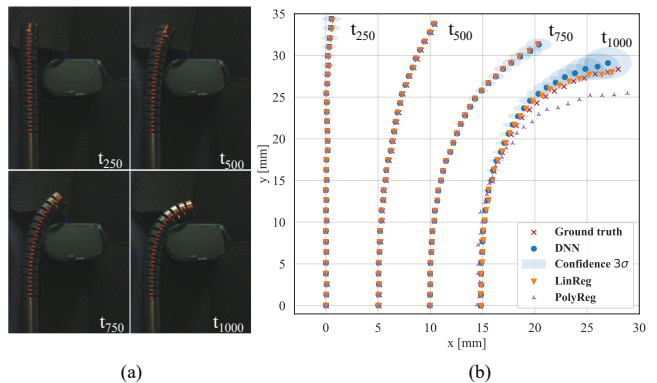 t250
t500
t750
t1000
(a)
35
30
25
20
15
10
5
0
y [mm]
t250
t500
t750
t1000
Ground truth
DNN
Confidence 3σ
LinReg
PolyReg
0
5
10
15
20
25
30
x [mm]
(b)